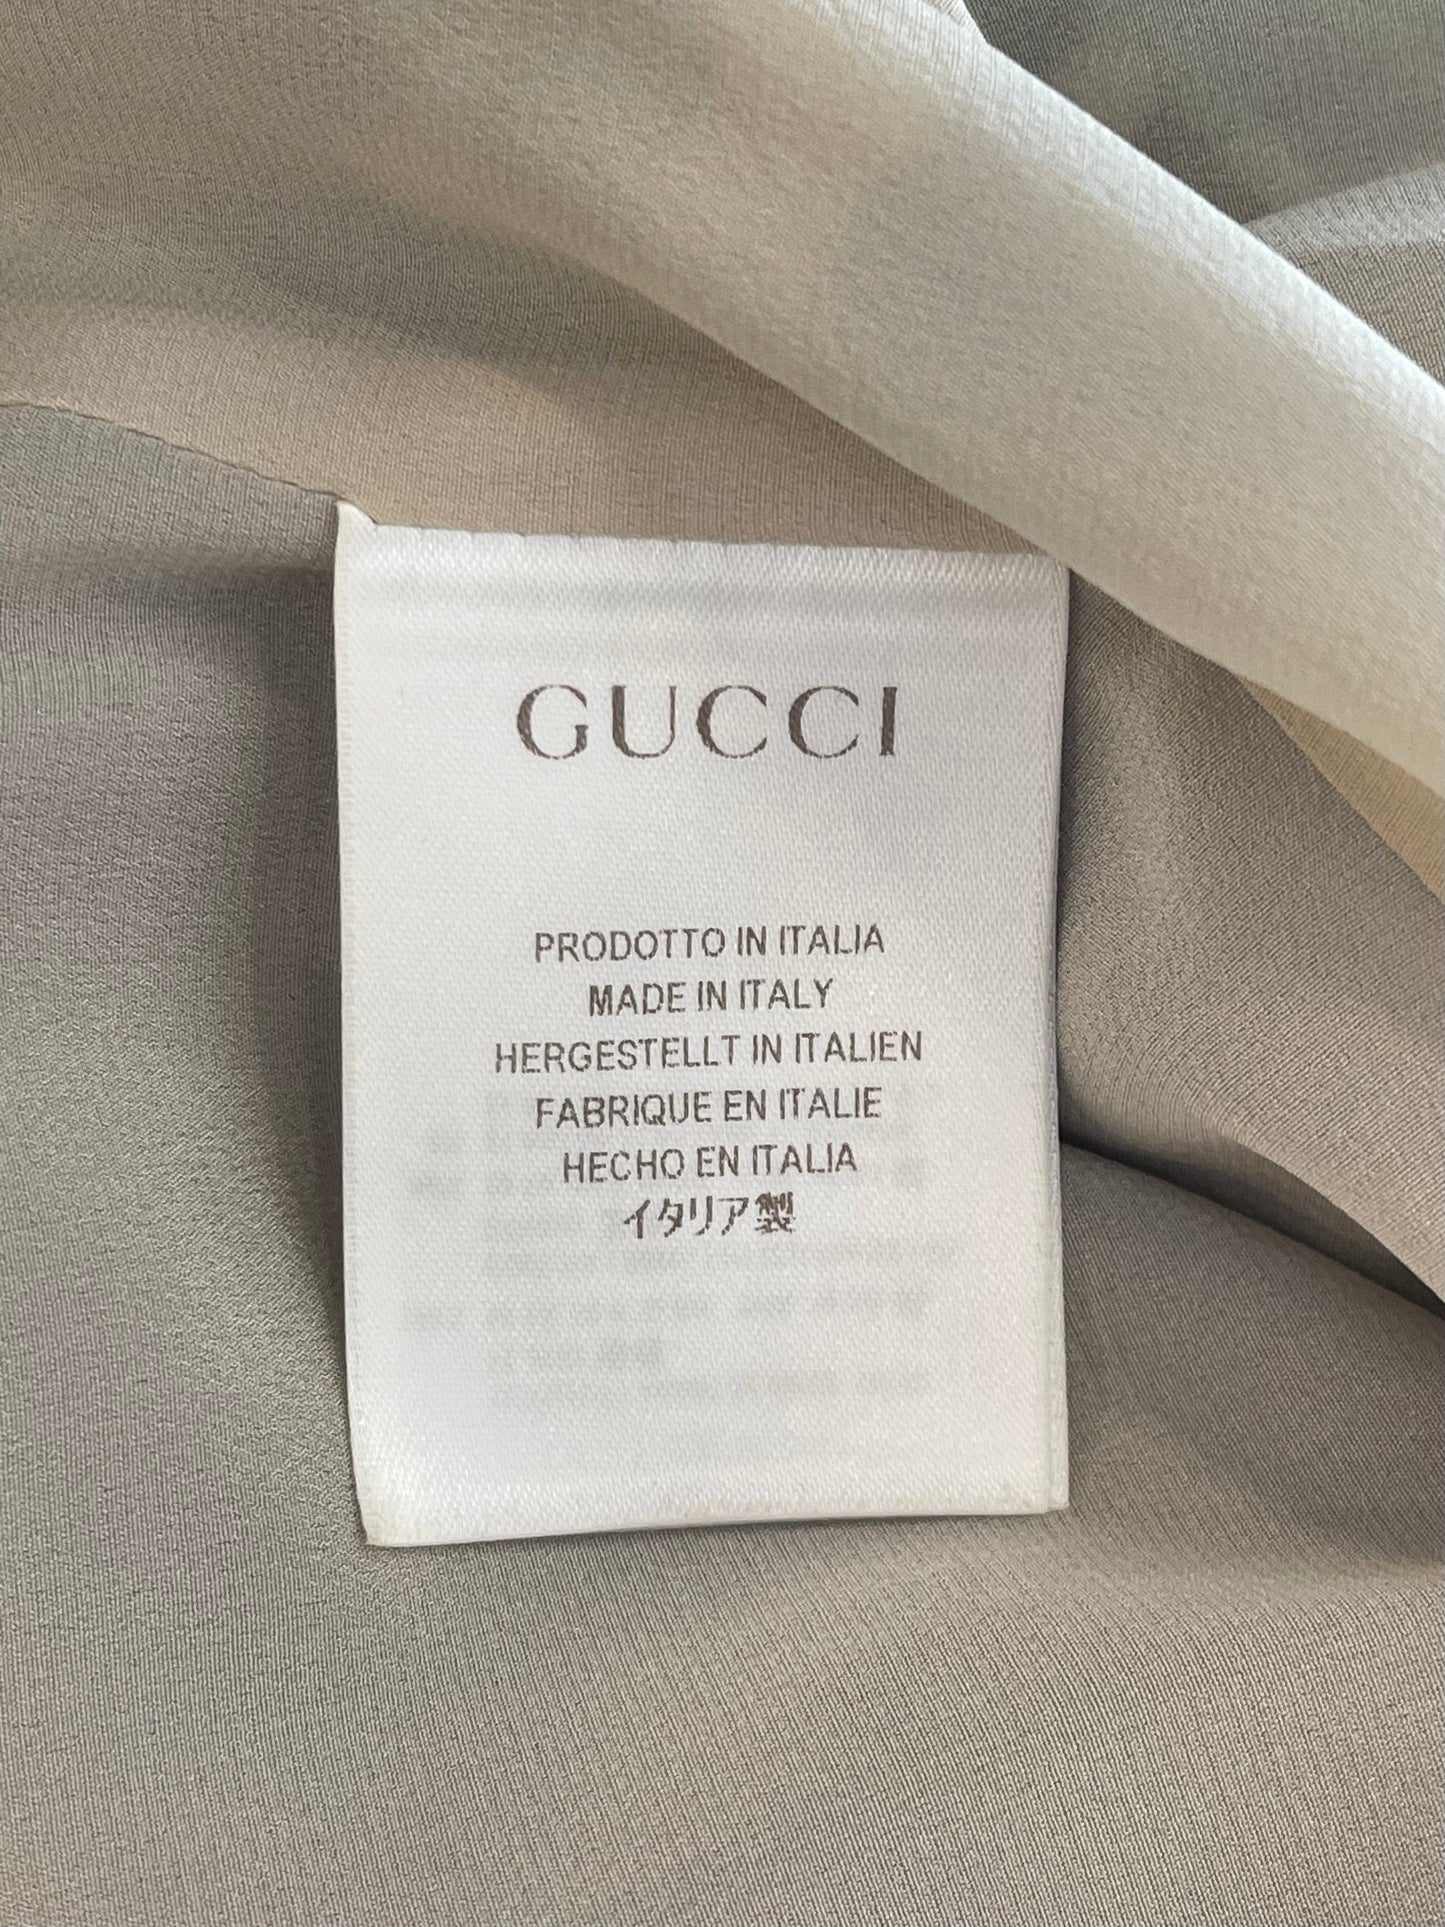 GUCCI
PRODOTTO IN ITALIA
MADE IN ITALY
HERGESTELLT IN ITALIEN
FABRIQUE EN ITALIE
HECHO EN ITALIA
イタリア製